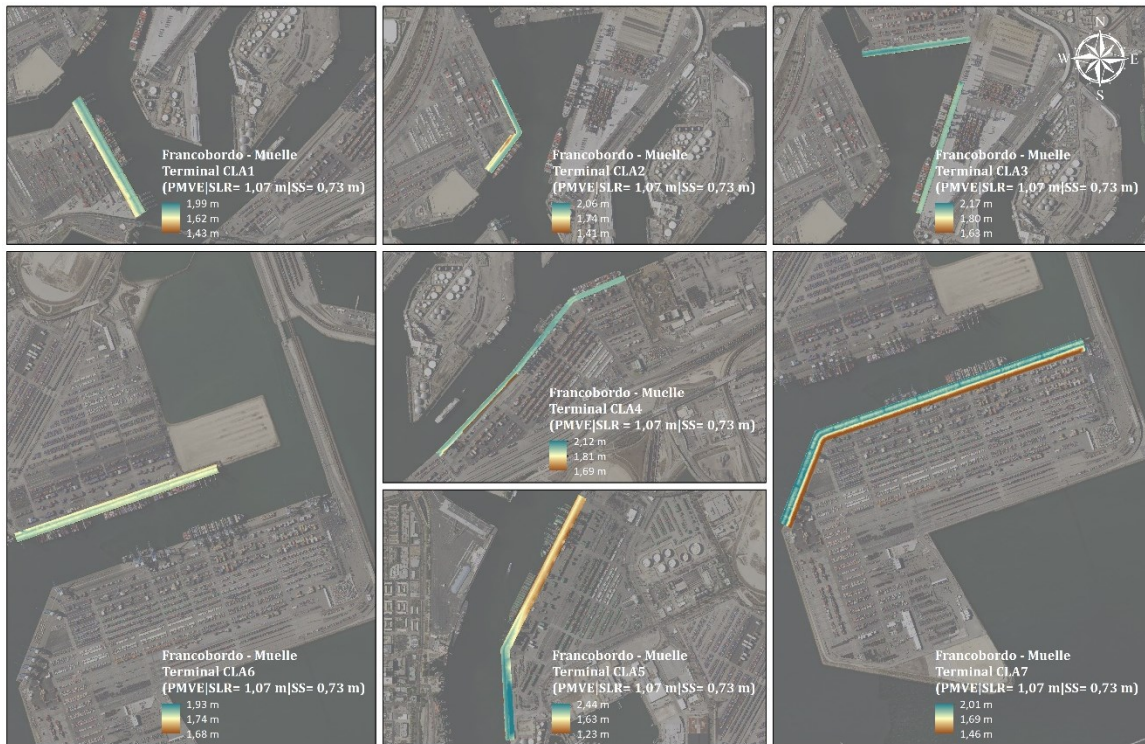 Francobordo - Muelle
Terminal CLA1
(PMVE|SLR= 1,07 m|SS= 0,73 m)
1,99 m
1,62 m
1,43 m
Francobordo - Muelle
Terminal CLA2
(PMVE|SLR= 1,07 m|SS= 0,73 m)
2,06 m
1,74 m
1,41 m
N
W
E
S
Francobordo - Muelle
Terminal CLA3
(PMVE|SLR= 1,07 m|SS= 0,73 m)
2,17 m
1,80 m
1,63 m
Francobordo - Muelle
Terminal CLA6
(PMVE|SLR= 1,07 m|SS= 0,73 m)
1,93 m
1,74 m
1,68 m
Francobordo - Muelle
Terminal CLA4
(PMVE|SLR = 1,07 m|SS= 0,73 m)
2,12 m
1,81 m
1,69 m
Francobordo - Muelle
Terminal CLA5
(PMVE|SLR= 1,07 m|SS= 0,73 m)
2,44 m
1,63 m
1,23 m
Francobordo - Muelle
Terminal CLA7
(PMVE|SLR= 1,07 m|SS= 0,73 m)
2,01 m
1,69 m
1,46 m